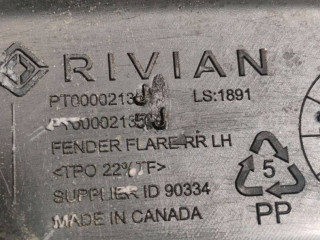 RIVIAN
LS:1891
FENDER FLARE RR LH
<TPO 22% TF>
SUPPLIER ID 90334
MADE IN CANADA
5
PP